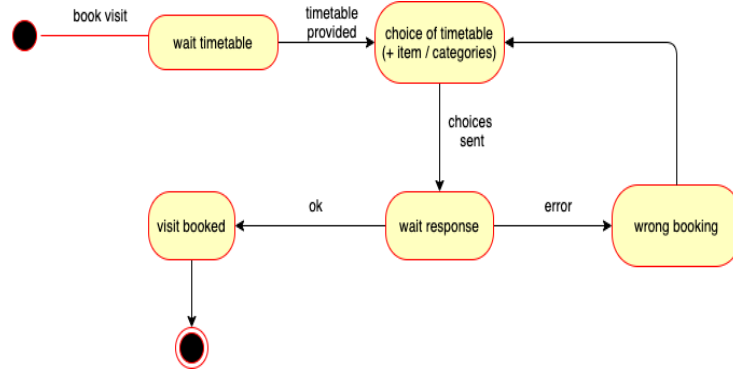 book visit
wait timetable
timetable
provided
choice of timetable
(+ item / categories)
choices
sent
visit booked
ok
wait response
error
wrong booking